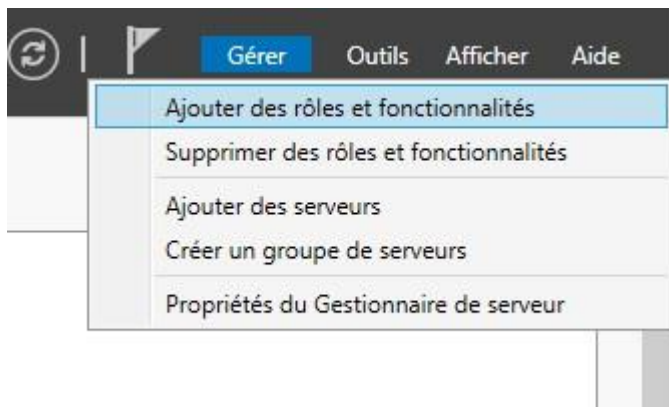 Gérer Outils Afficher Aide
Ajouter des rôles et fonctionnalités
Supprimer des rôles et fonctionnalités
Ajouter des serveurs
Créer un groupe de serveurs
Propriétés du Gestionnaire de serveur